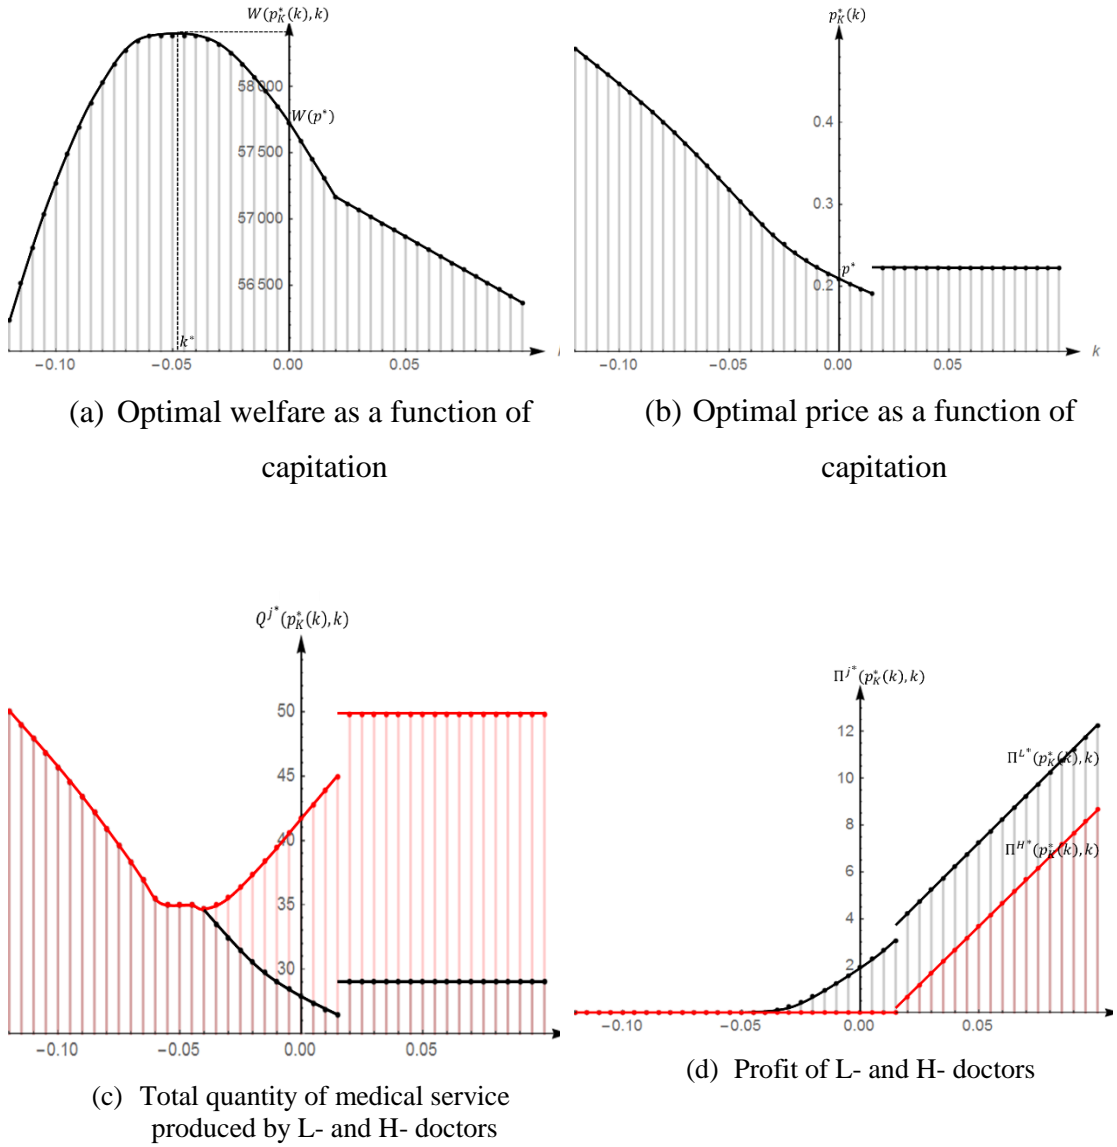 W(p*K(k),k)
58000
W(p*)
57500
57000
56500
k*
−0.10
−0.05
0.00
0.05
(a) Optimal welfare as a function of
capitation
p*K(k)
0.4
0.3
p*
0.2
−0.10
−0.05
0.00
0.05
k
(b) Optimal price as a function of
capitation
Q^j*(p*K(k),k)
50
45
40
35
30
−0.10
−0.05
0.00
0.05
(c) Total quantity of medical service
produced by L- and H- doctors
Π^j*(p*K(k),k)
12
Π^L*(p*K(k),k)
10
8
Π^H*(p*K(k),k)
6
4
2
−0.10
−0.05
0.00
0.05
(d) Profit of L- and H- doctors